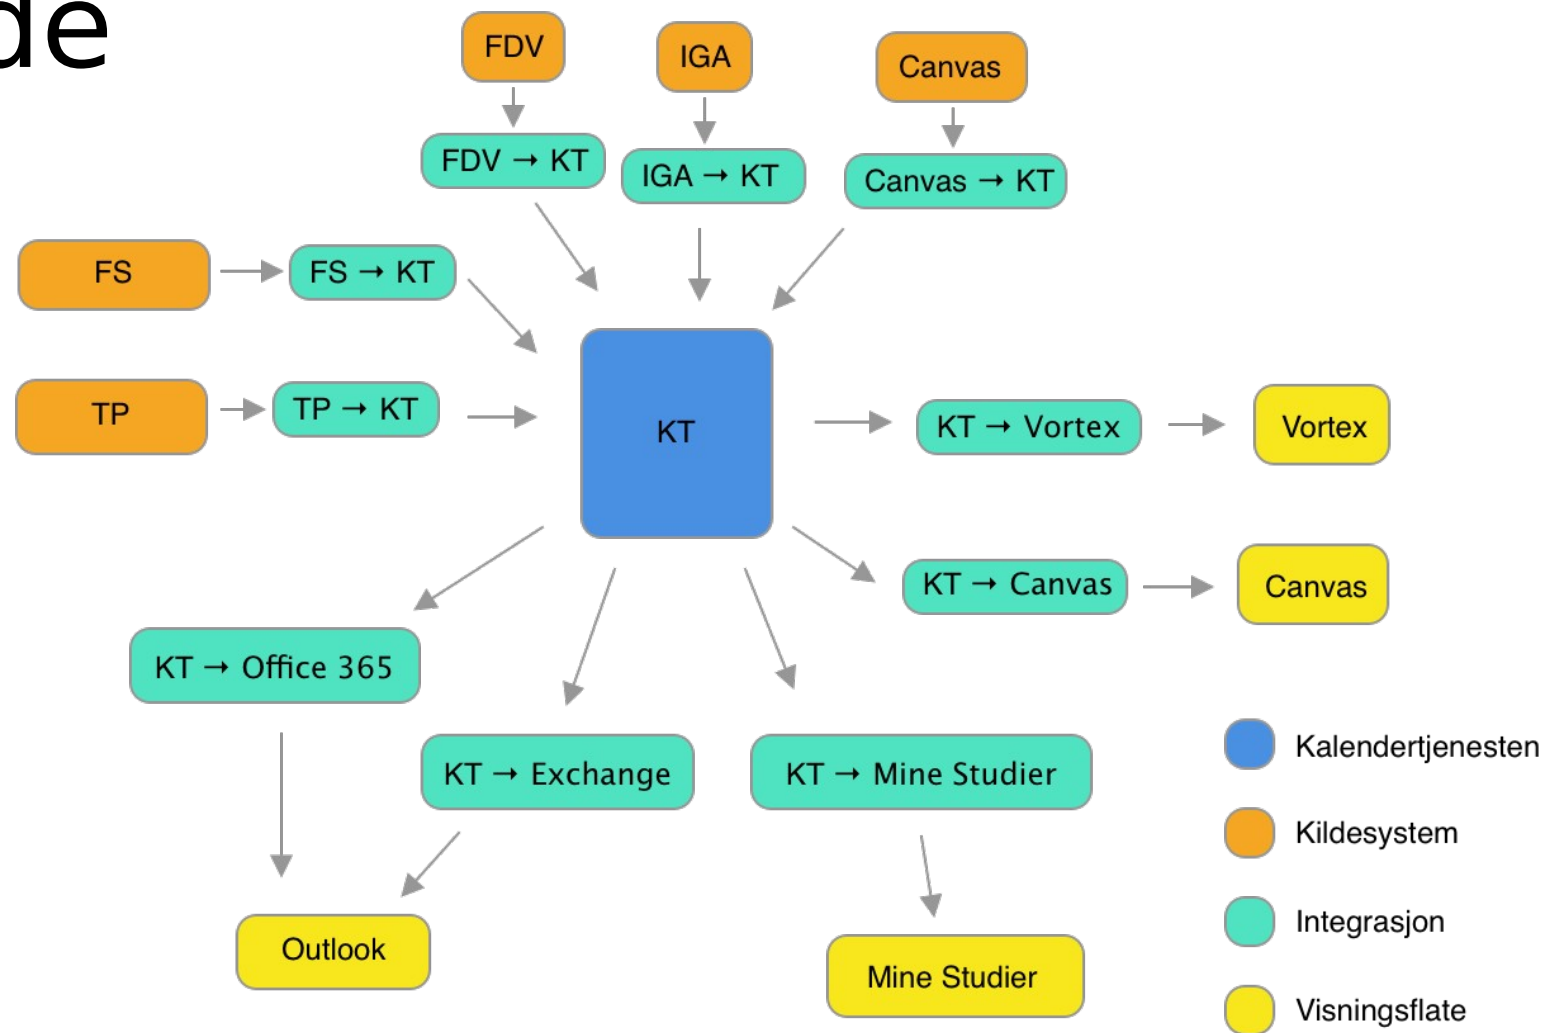 de
FDV
IGA
Canvas
FDV → KT
IGA → KT
Canvas → KT
FS
FS → KT
TP
TP → KT
KT
KT → Vortex
Vortex
KT → Canvas
Canvas
KT → Office 365
KT → Exchange
KT → Mine Studier
Outlook
Mine Studier
Kalendertjenesten
Kildesystem
Integrasjon
Visningsflate